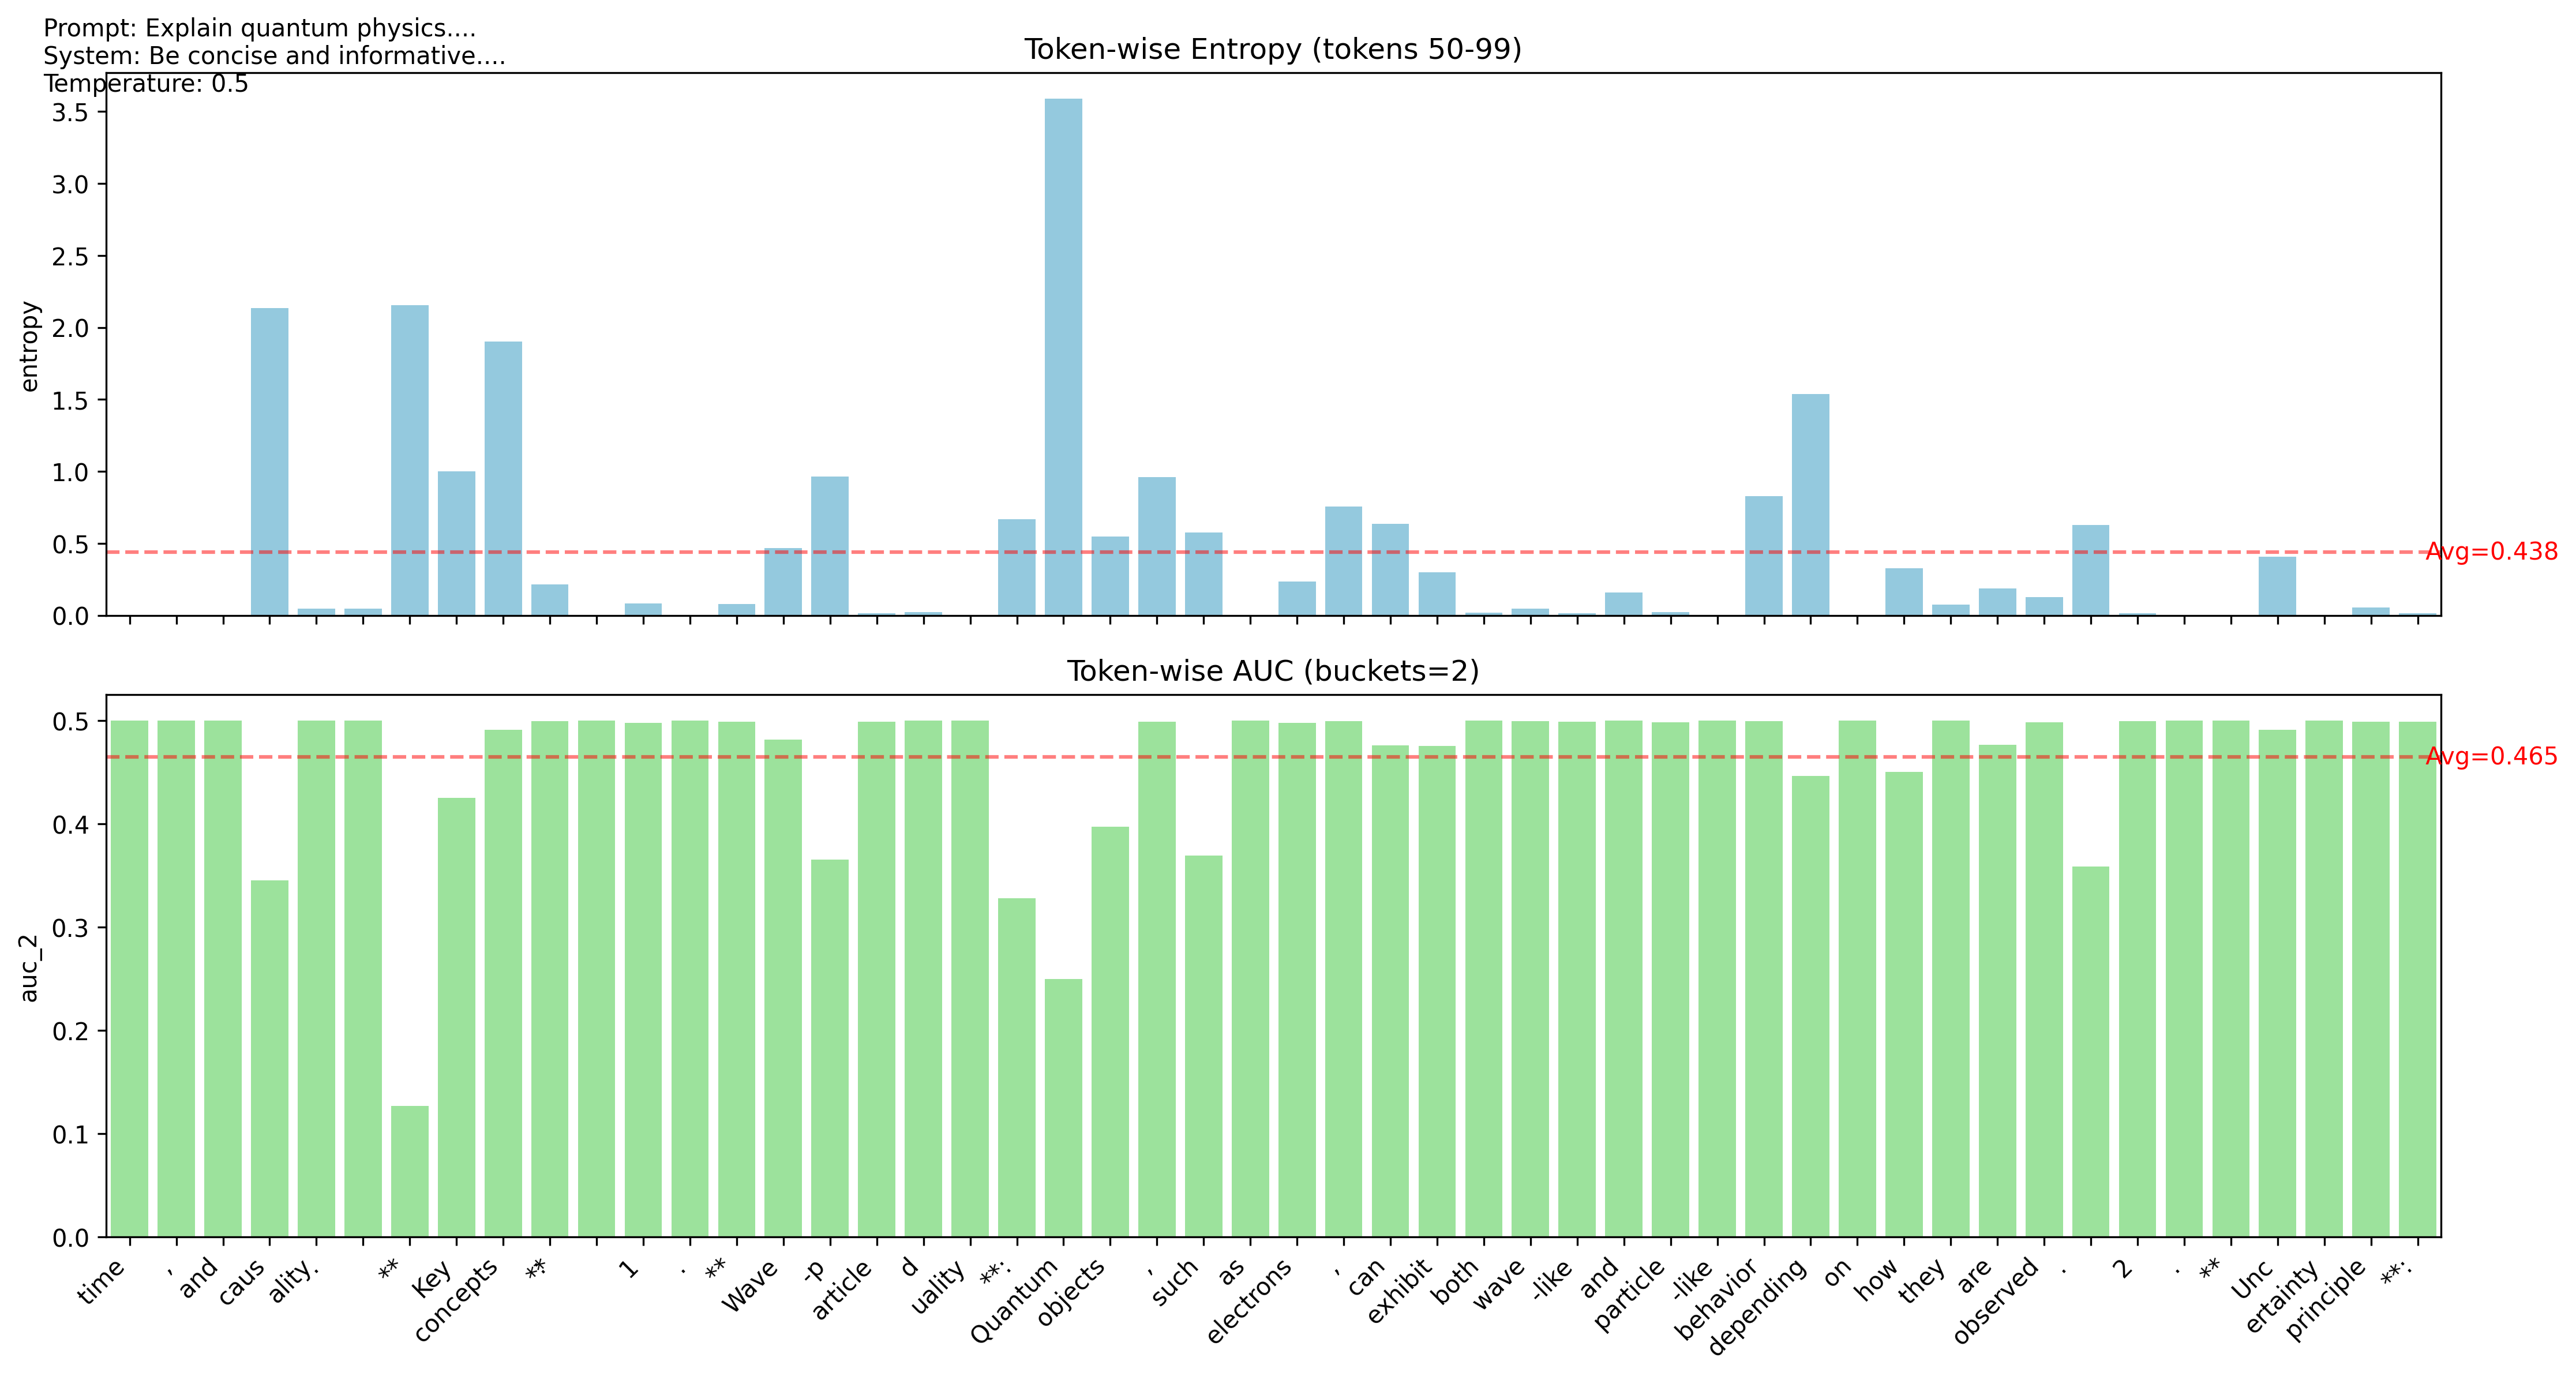 Prompt: Explain quantum physics....
System: Be concise and informative....
Temperature: 0.5
Token-wise Entropy (tokens 50-99)
entropy
3.5
3.0
2.5
2.0
1.5
1.0
0.5
0.0
Avg=0.438
Token-wise AUC (buckets=2)
auc_2
0.5
0.4
0.3
0.2
0.1
0.0
Avg=0.465
time
,
and
caus
ality.
**
Key
concepts
**:
1
.
**
Wave
-p
article
d
uality
**:
Quantum
objects
,
such
as
electrons
,
can
exhibit
both
wave
-like
and
particle
-like
behavior
depending
on
how
they
are
observed
.
2
.
**
Unc
ertainty
principle
**: